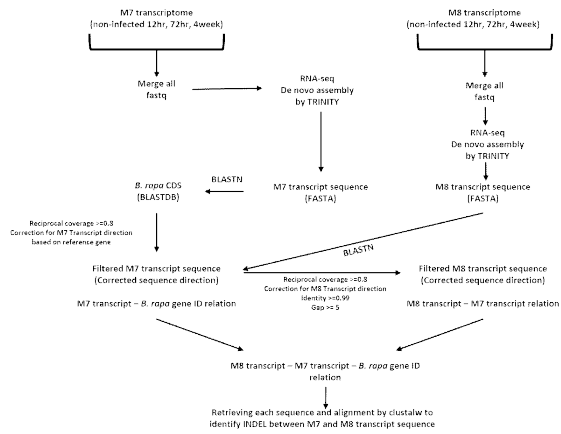 M7 transcriptome
(non-infected 12hr, 72hr, 4week)
M8 transcriptome
(non-infected 12hr, 72hr, 4week)
Merge all
fastq
RNA-seq
De novo assembly
by TRINITY
Merge all
fastq
RNA-seq
De novo assembly
by TRINITY
B. rapa CDS
(BLASTDB)
BLASTN
M7 transcript sequence
(FASTA)
M8 transcript sequence
(FASTA)
Reciprocal coverage >=0.8
Correction for M7 Transcript direction
based on reference gene
BLASTN
Filtered M7 transcript sequence
(Corrected sequence direction)
M7 transcript – B. rapa gene ID relation
Reciprocal coverage >=0.8
Correction for M8 Transcript direction
Identity >=0.99
Gap >= 5
Filtered M8 transcript sequence
(Corrected sequence direction)
M8 transcript – M7 transcript relation
M8 transcript – M7 transcript – B. rapa gene ID
relation
Retrieving each sequence and alignment by clustalw to
identify INDEL between M7 and M8 transcript sequence